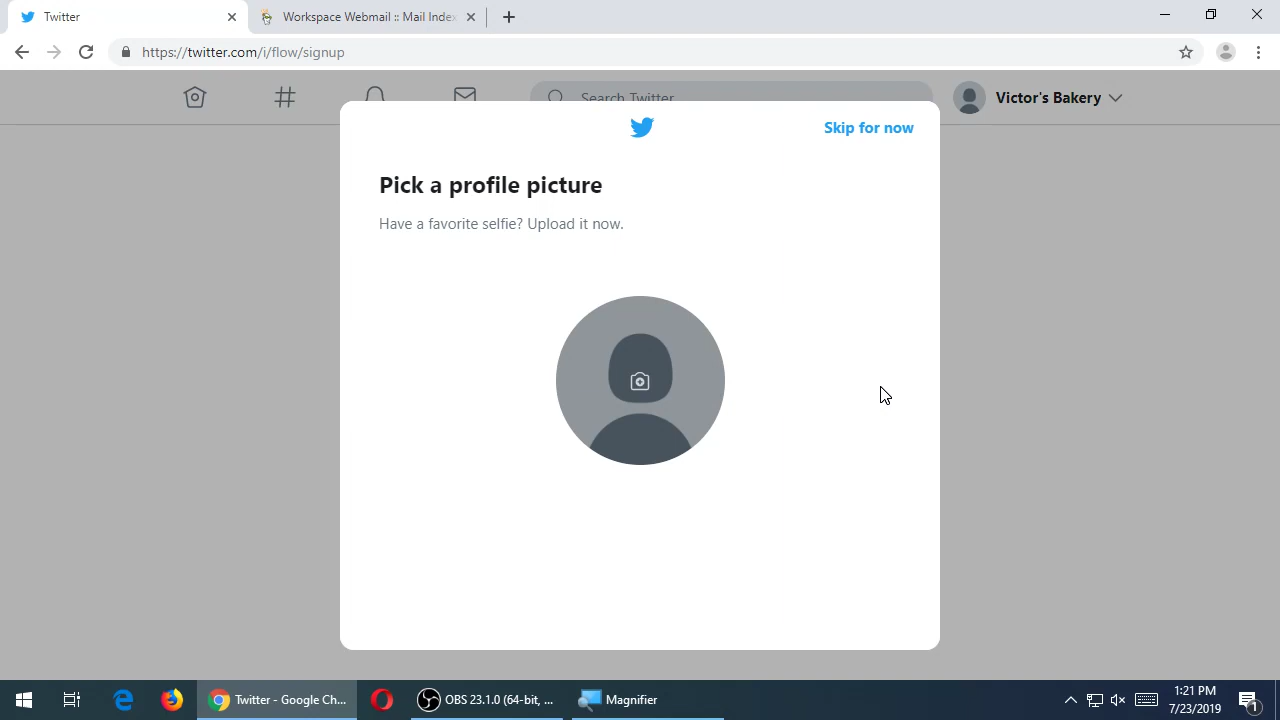 Twitter
Workspace Webmail :: Mail Index
https://twitter.com/i/flow/signup
Search Twitter
Victor's Bakery
Skip for now
Pick a profile picture
Have a favorite selfie? Upload it now.
Twitter - Google Ch...
OBS 23.1.0 (64-bit, ...
Magnifier
1:21 PM
7/23/2019
1